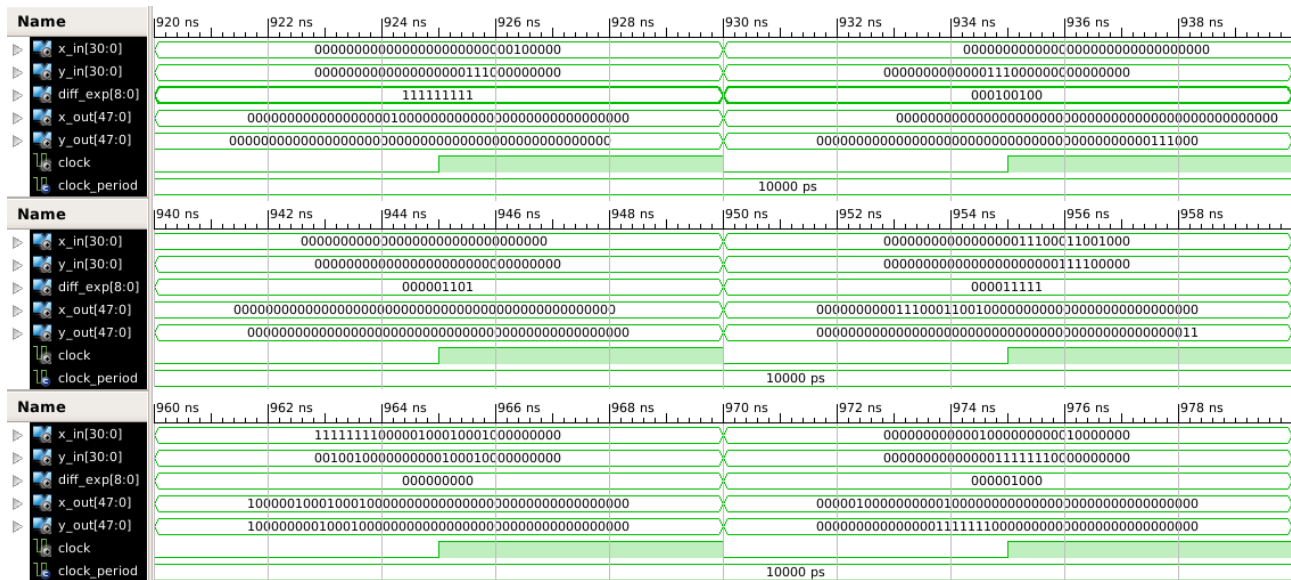 Name 920 ns 922 ns 924 ns 926 ns 928 ns 930 ns 932 ns 934 ns 936 ns 938 ns
x_in[30:0] 0000000000000000000000000100000 0000000000000000000000000000000
y_in[30:0] 0000000000000000000111000000000 0000000000000111000000000000000
diff_exp[8:0] 111111111 000100100
x_out[47:0] 000000000000000000100000000000000000000000000000 000000000000000000000000000000000000000000000000
y_out[47:0] 000000000000000000000000000000000000000000000000 000000000000000000000000000000000000000000111000
clock
clock_period 10000 ps
Name 940 ns 942 ns 944 ns 946 ns 948 ns 950 ns 952 ns 954 ns 956 ns 958 ns
x_in[30:0] 0000000000000000000000000000000 0000000000000000011100011001000
y_in[30:0] 0000000000000000000000000000000 0000000000000000000000111100000
diff_exp[8:0] 000001101 000011111
x_out[47:0] 000000000000000000000000000000000000000000000000 000000000011100011001000000000000000000000000000
y_out[47:0] 000000000000000000000000000000000000000000000000 000000000000000000000000000000000000000000000011
clock
clock_period 10000 ps
Name 960 ns 962 ns 964 ns 966 ns 968 ns 970 ns 972 ns 974 ns 976 ns 978 ns
x_in[30:0] 1111111100000100010001000000000 0000000000001000000000010000000
y_in[30:0] 0010010000000000100010000000000 0000000000000011111111000000000
diff_exp[8:0] 000000000 000001000
x_out[47:0] 100000100010001000000000000000000000000000000000 000001000000000010000000000000000000000000000000
y_out[47:0] 100000000100010000000000000000000000000000000000 000000000000000111111110000000000000000000000000
clock
clock_period 10000 ps